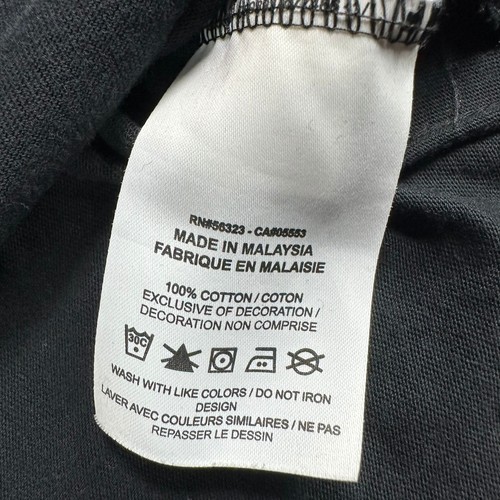 RN#56323 - CA#05553
MADE IN MALAYSIA
FABRIQUE EN MALAISIE
100% COTTON / COTON
EXCLUSIVE OF DECORATION /
DECORATION NON COMPRISE
30C
WASH WITH LIKE COLORS / DO NOT IRON
DESIGN
LAVER AVEC COULEURS SIMILAIRES / NE PAS
REPASSER LE DESSIN